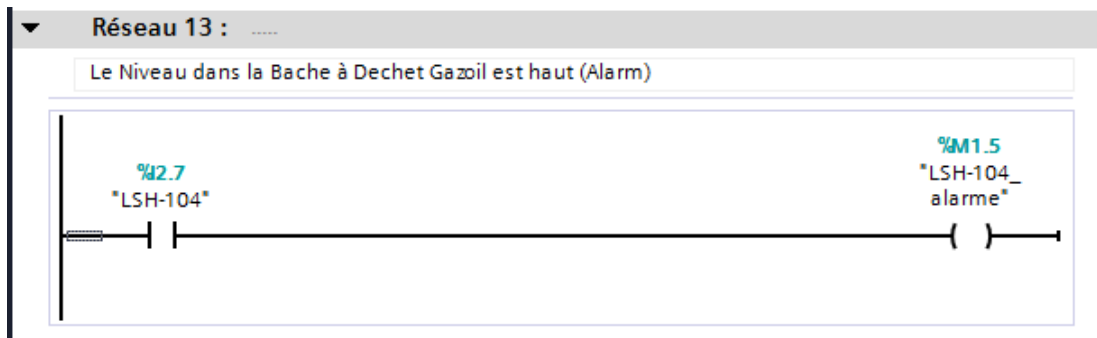 Réseau 13 : .....
Le Niveau dans la Bache à Dechet Gazoil est haut (Alarm)
%M1.5
%I2.7
"LSH-104_
"LSH-104"
alarme"